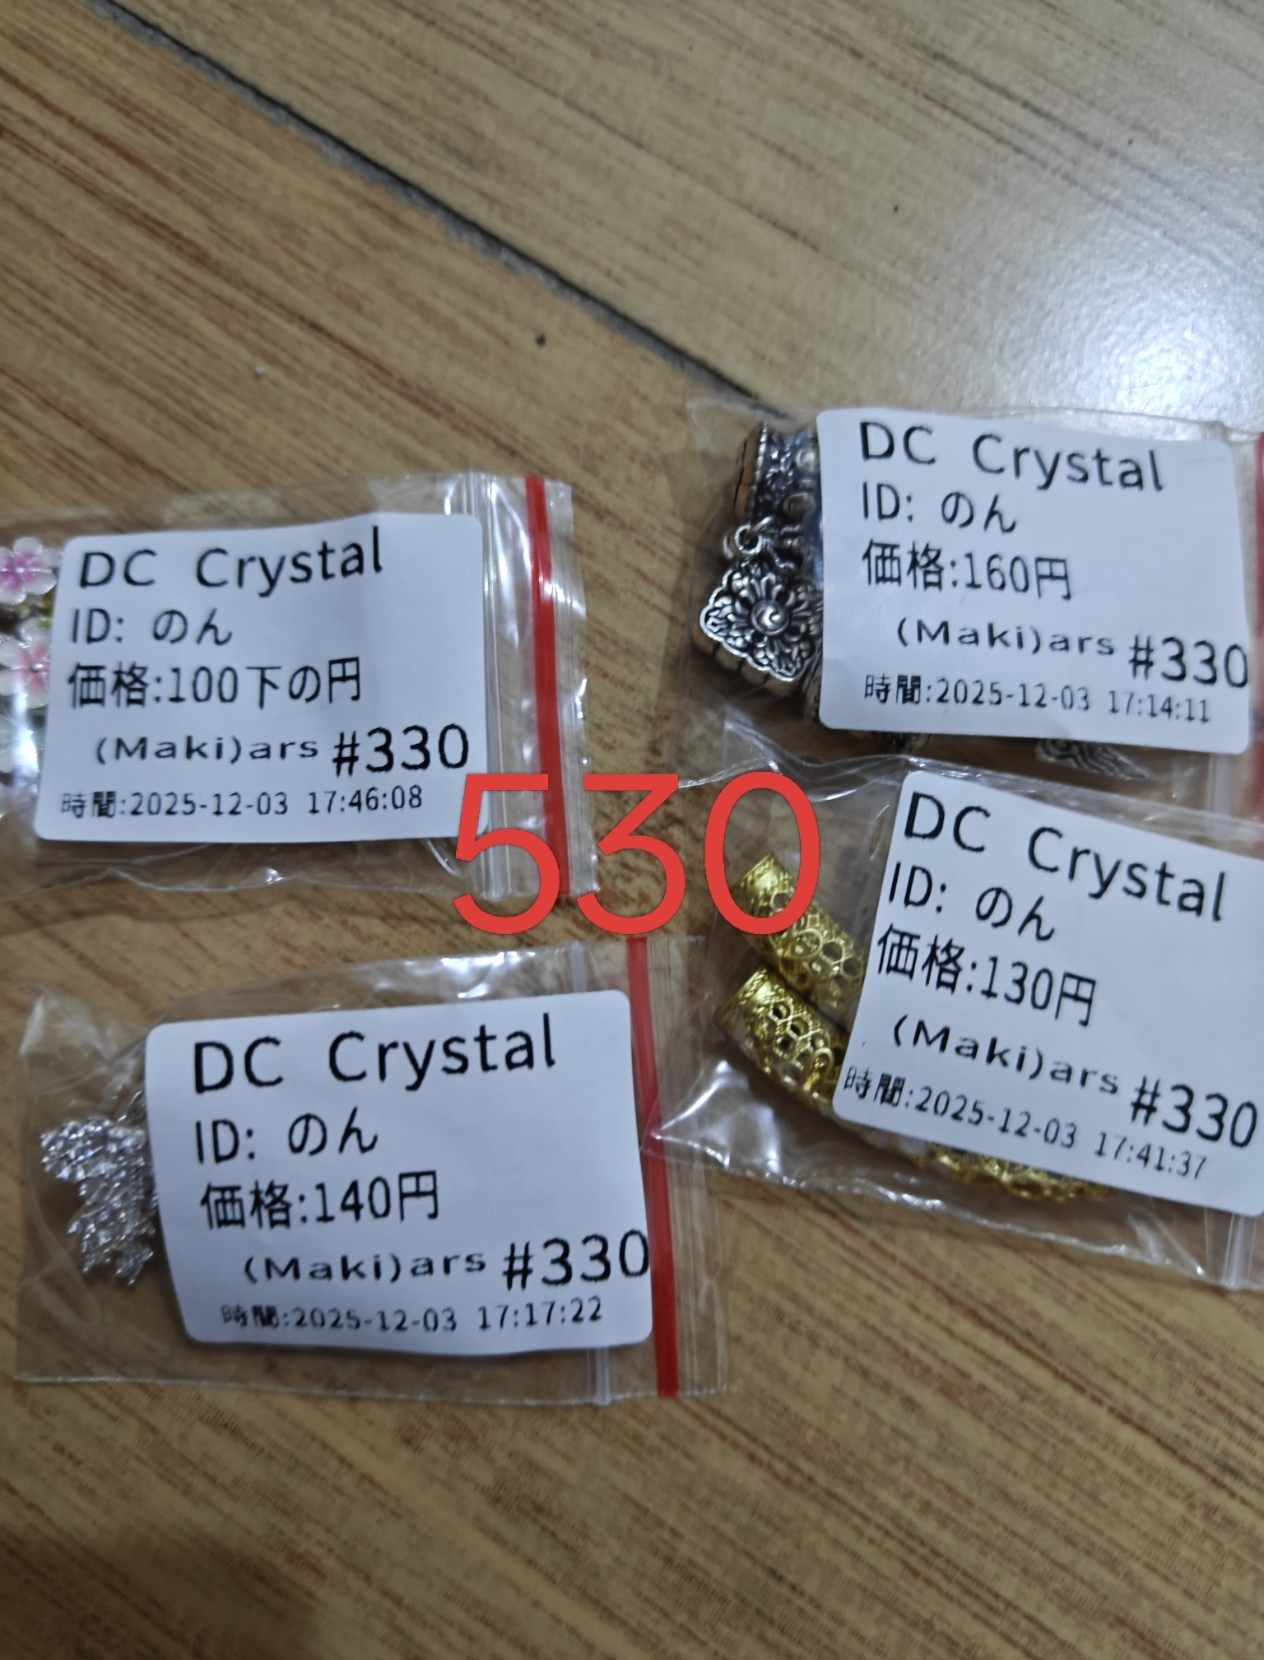 DC Crystal
ID: のん
価格:160円
(Maki)ars #330
時間:2025-12-03 17:14:11
DC Crystal
ID: のん
価格:100下の円
(Maki)ars #330
時間:2025-12-03 17:46:08
530
DC Crystal
ID: のん
価格:130円
(Maki)ars #330
時間:2025-12-03 17:41:37
DC Crystal
ID: のん
価格:140円
(Maki)ars #330
時間:2025-12-03 17:17:22